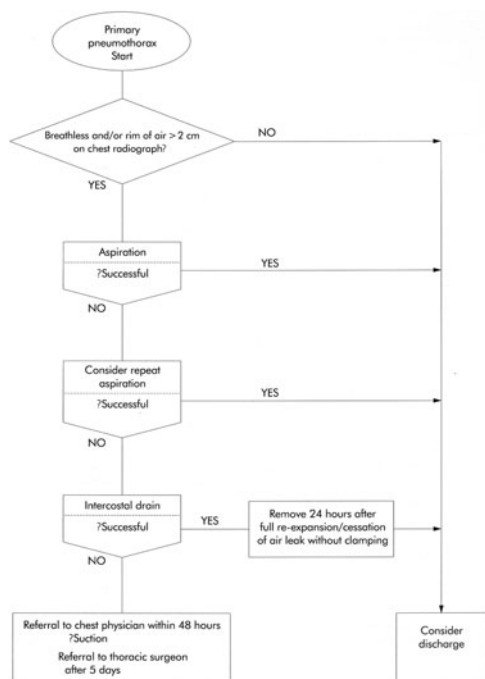 Primary
pneumothorax
Start
Breathless and/or rim of air > 2 cm
on chest radiograph?
NO
YES
Aspiration
?Successful
YES
NO
Consider repeat
aspiration
?Successful
YES
NO
Intercostal drain
?Successful
YES
Remove 24 hours after
full re-expansion/cessation
of air leak without clamping
NO
Referral to chest physician within 48 hours
?Suction
Referral to thoracic surgeon
after 5 days
Consider
discharge